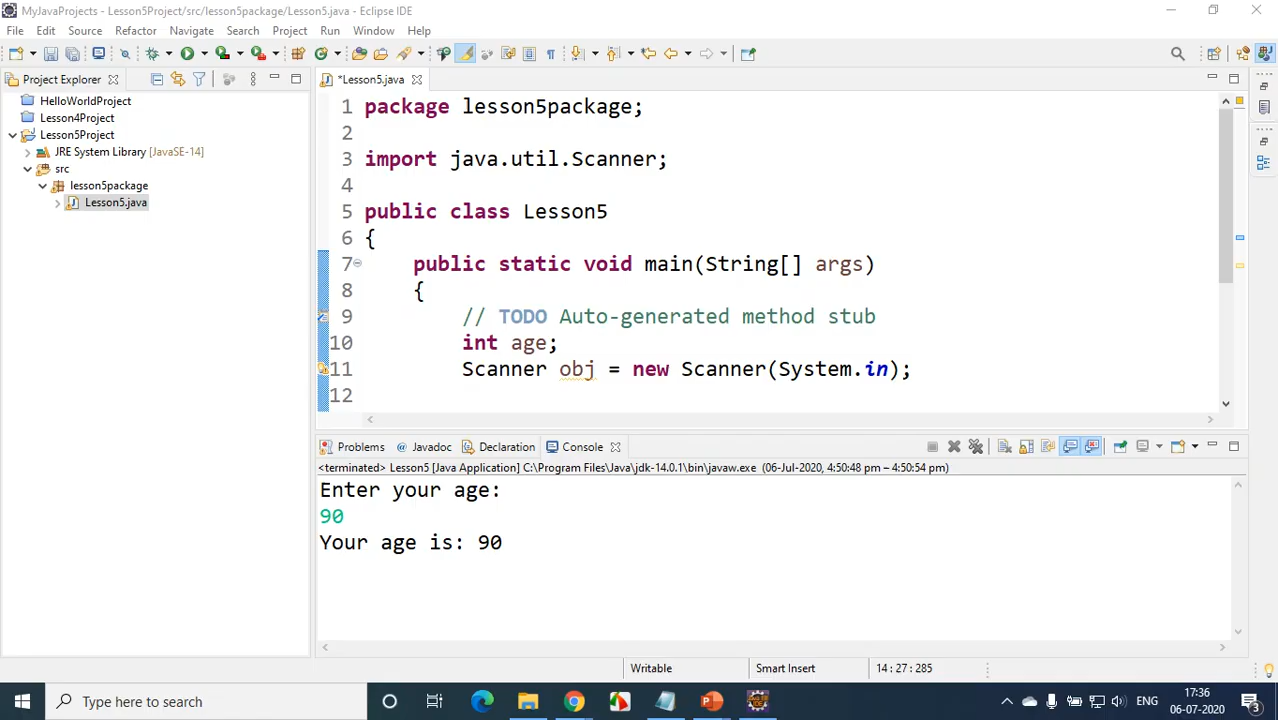 MyJavaProjects - Lesson5Project/src/lesson5package/Lesson5.java - Eclipse IDE
File Edit Source Refactor Navigate Search Project Run Window Help
Project Explorer
HelloWorldProject
Lesson4Project
Lesson5Project
JRE System Library [JavaSE-14]
src
lesson5package
Lesson5.java
*Lesson5.java
1 package lesson5package;
2
3 import java.util.Scanner;
4
5 public class Lesson5
6 {
7 public static void main(String[] args)
8 {
9 // TODO Auto-generated method stub
10 int age;
11 Scanner obj = new Scanner(System.in);
12
Problems Javadoc Declaration Console
<terminated> Lesson5 [Java Application] C:\Program Files\Java\jdk-14.0.1\bin\javaw.exe (06-Jul-2020, 4:50:48 pm – 4:50:54 pm)
Enter your age:
90
Your age is: 90
Writable Smart Insert 14 : 27 : 285
Type here to search
ENG
17:36
06-07-2020
3